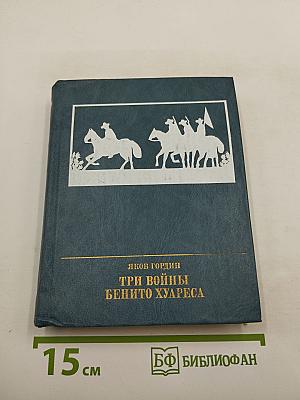 ЯКОВ ГОРДИН
ТРИ ВОЙНЫ
БЕНИТО ХУАРЕСА
15 см
БФ БИБЛИОФАН